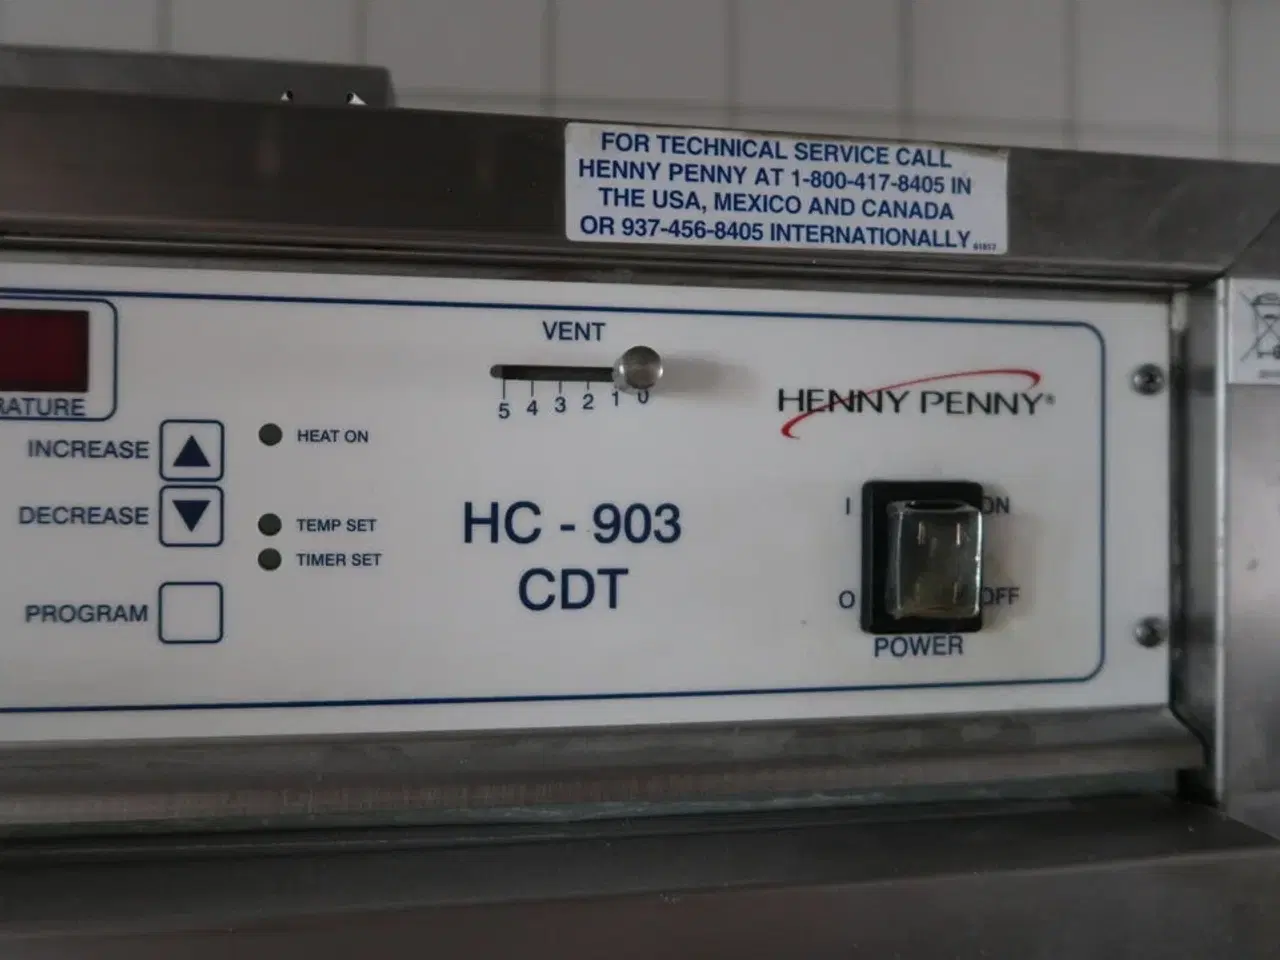 FOR TECHNICAL SERVICE CALL
HENNY PENNY AT 1-800-417-8405 IN
THE USA, MEXICO AND CANADA
OR 937-456-8405 INTERNATIONALLY
VENT
5 4 3 2 1 0
HENNY PENNY®
RATURE
INCREASE
DECREASE
PROGRAM
HEAT ON
TEMP SET
TIMER SET
HC - 903
CDT
I ON
O OFF
POWER